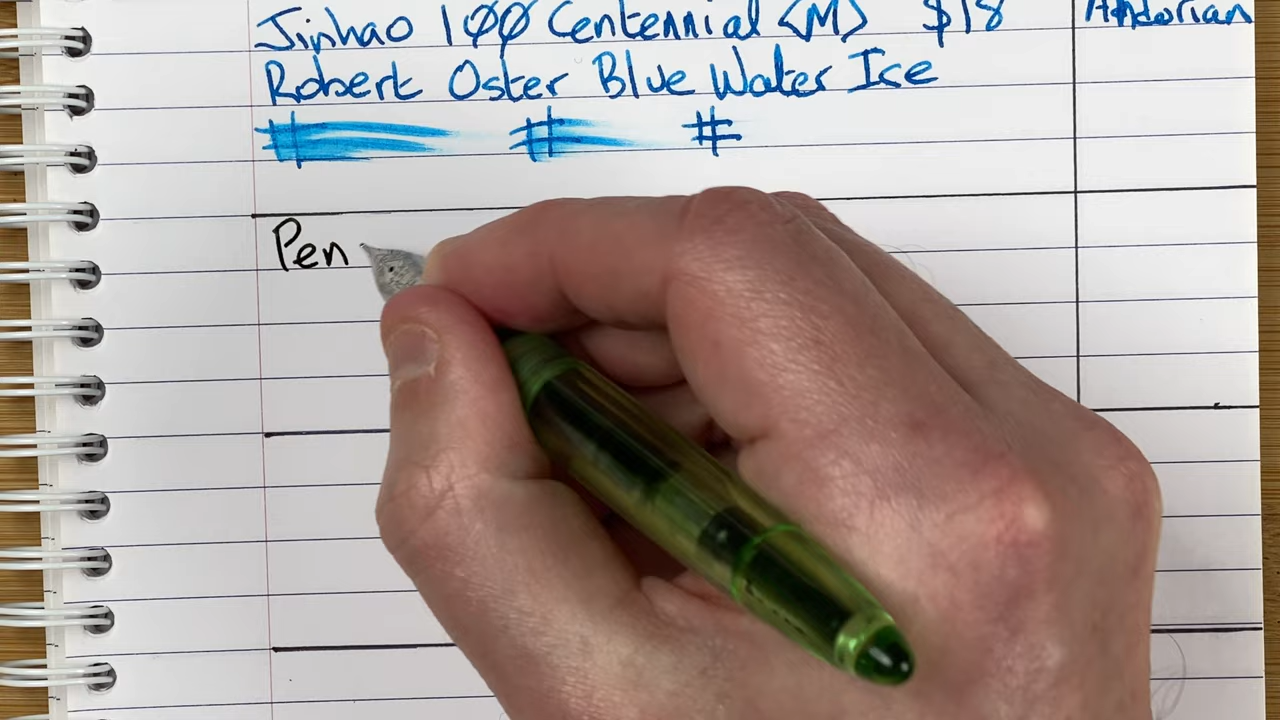 Jinhao 100 Centennial <M> $18 Andorian
Robert Oster Blue Water Ice
# # #
Pen